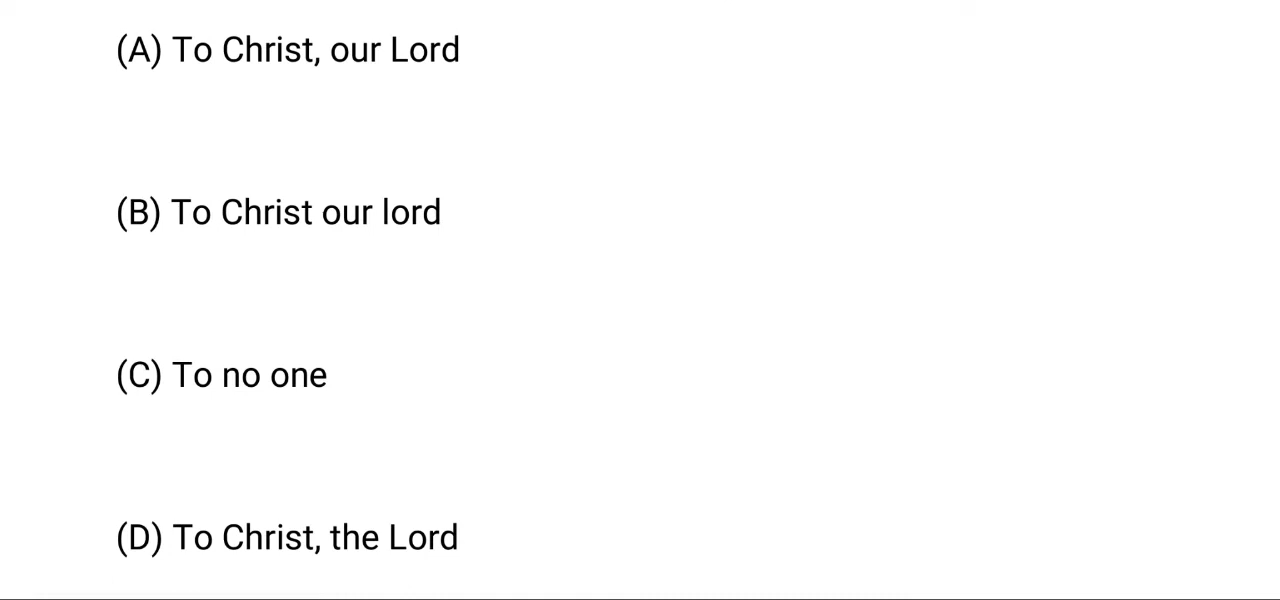 (A) To Christ, our Lord
(B) To Christ our lord
(C) To no one
(D) To Christ, the Lord